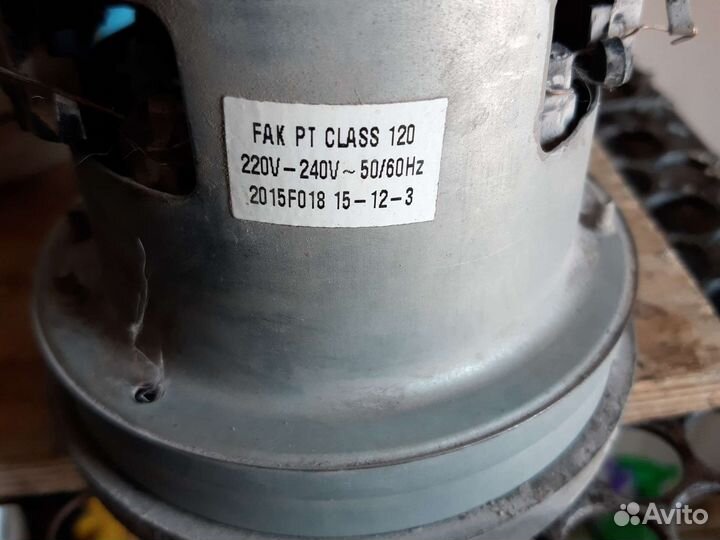 FAK PT CLASS 120
220V-240V~50/60Hz
2015F018 15-12-3
Avito